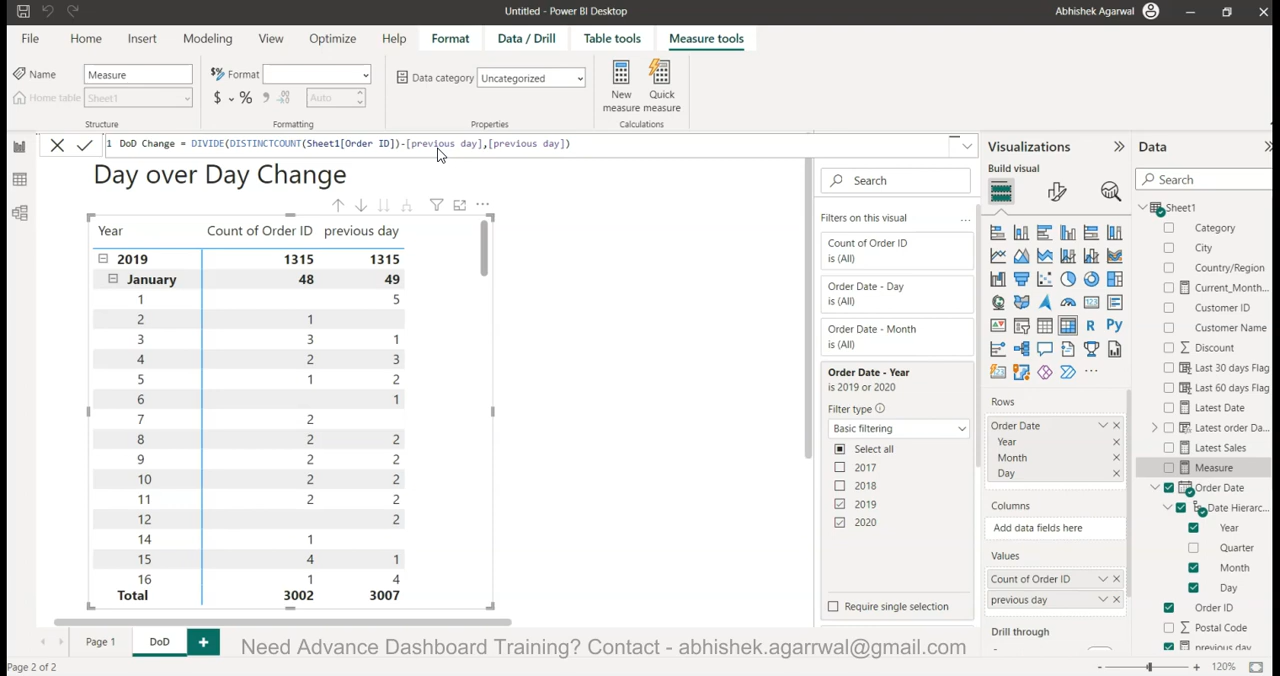 Untitled - Power BI Desktop
Abhishek Agarwal
File Home Insert Modeling View Optimize Help Format Data / Drill Table tools Measure tools
Name Measure
Home table Sheet1
Structure
Format
$ % Auto
Formatting
Data category Uncategorized
Properties
New measure
Quick measure
Calculations
1 DoD Change = DIVIDE(DISTINCTCOUNT(Sheet1[Order ID])-[previous day],[previous day])
Day over Day Change
Year Count of Order ID previous day
2019 1315 1315
January 48 49
1 5
2 1
3 3 1
4 2 3
5 1 2
6 1
7 2
8 2 2
9 2 2
10 2 2
11 2 2
12 2
14 1
15 4 1
16 1 4
Total 3002 3007
Search
Filters on this visual
...
Count of Order ID
is (All)
Order Date - Day
is (All)
Order Date - Month
is (All)
Order Date - Year
is 2019 or 2020
Filter type
Basic filtering
Select all
2017
2018
2019
2020
Require single selection
Visualizations
Build visual
R Py
...
Rows
Order Date
Year
Month
Day
Columns
Add data fields here
Values
Count of Order ID
previous day
Drill through
Data
Search
Sheet1
Category
City
Country/Region
Current_Month...
Customer ID
Customer Name
Discount
Last 30 days Flag
Last 60 days Flag
Latest Date
Latest order Da...
Latest Sales
Measure
Order Date
Date Hierarc...
Year
Quarter
Month
Day
Order ID
Postal Code
previous day
Page 1 DoD
Need Advance Dashboard Training? Contact - abhishek.agarrwal@gmail.com
Page 2 of 2
- + 120%